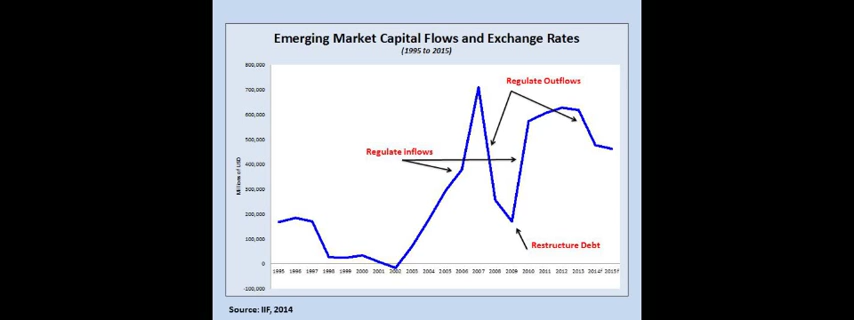 Emerging Market Capital Flows and Exchange Rates
(1995 to 2015)
800,000
700,000
600,000
500,000
400,000
300,000
200,000
100,000
0
-100,000
Millions of USD
Regulate Outflows
Regulate inflows
Restructure Debt
1995 1996 1997 1998 1999 2000 2001 2002 2003 2004 2005 2006 2007 2008 2009 2010 2011 2012 2013 2014f 2015f
Source: IIF, 2014